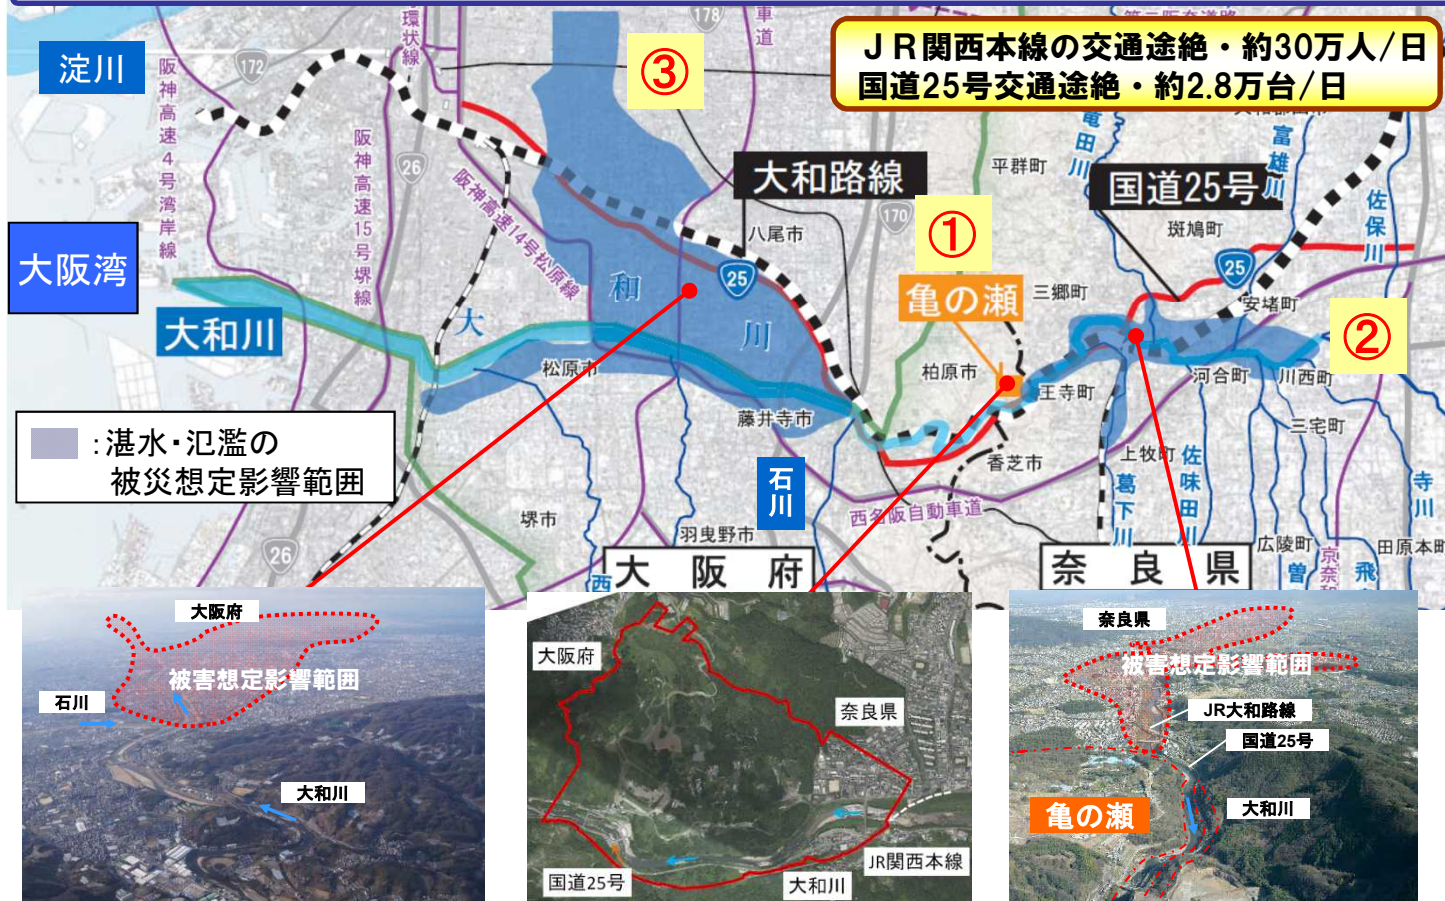 淀川
172
阪神高速4号湾岸線
環状線
26
阪神高速15号堺線
178
車道
③
JR関西本線の交通途絶・約30万人/日
国道25号交通途絶・約2.8万台/日
大阪湾
大和川
阪神高速14号松原線
大
和
川
大和路線
八尾市
25
170
①
亀の瀬
平群町
竜田川
国道25号
富雄川
斑鳩町
佐保川
25
三郷町
安堵町
②
松原市
藤井寺市
柏原市
王寺町
河合町
川西町
三宅町
香芝市
上牧町
葛下川
佐味田川
寺川
:湛水・氾濫の
被災想定影響範囲
石川
堺市
26
羽曳野市
西名阪自動車道
広陵町
田原本町
西
曽
京奈和
飛
大阪府
奈良県
大阪府
被害想定影響範囲
石川
大和川
大阪府
奈良県
国道25号
大和川
JR関西本線
奈良県
被害想定影響範囲
JR大和路線
国道25号
亀の瀬
大和川